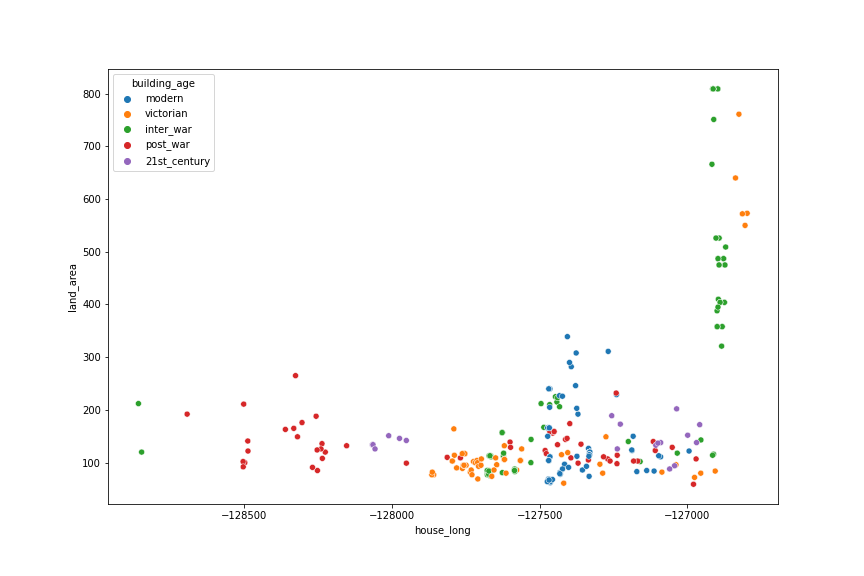 building_age
modern
victorian
inter_war
post_war
21st_century
800
700
600
500
400
300
200
100
land_area
−128500 −128000 −127500 −127000
house_long